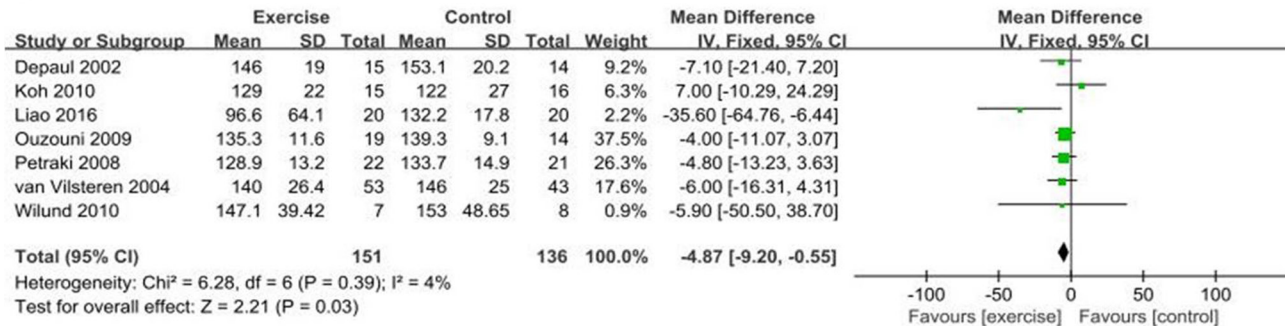 Exercise Control Mean Difference Mean Difference
Study or Subgroup Mean SD Total Mean SD Total Weight IV, Fixed, 95% CI IV, Fixed, 95% CI
Depaul 2002 146 19 15 153.1 20.2 14 9.2% -7.10 [-21.40, 7.20]
Koh 2010 129 22 15 122 27 16 6.3% 7.00 [-10.29, 24.29]
Liao 2016 96.6 64.1 20 132.2 17.8 20 2.2% -35.60 [-64.76, -6.44]
Ouzouni 2009 135.3 11.6 19 139.3 9.1 14 37.5% -4.00 [-11.07, 3.07]
Petraki 2008 128.9 13.2 22 133.7 14.9 21 26.3% -4.80 [-13.23, 3.63]
van Vilsteren 2004 140 26.4 53 146 25 43 17.6% -6.00 [-16.31, 4.31]
Wilund 2010 147.1 39.42 7 153 48.65 8 0.9% -5.90 [-50.50, 38.70]
Total (95% CI) 151 136 100.0% -4.87 [-9.20, -0.55]
Heterogeneity: Chi² = 6.28, df = 6 (P = 0.39); I² = 4%
Test for overall effect: Z = 2.21 (P = 0.03)
-100 -50 0 50 100
Favours [exercise] Favours [control]